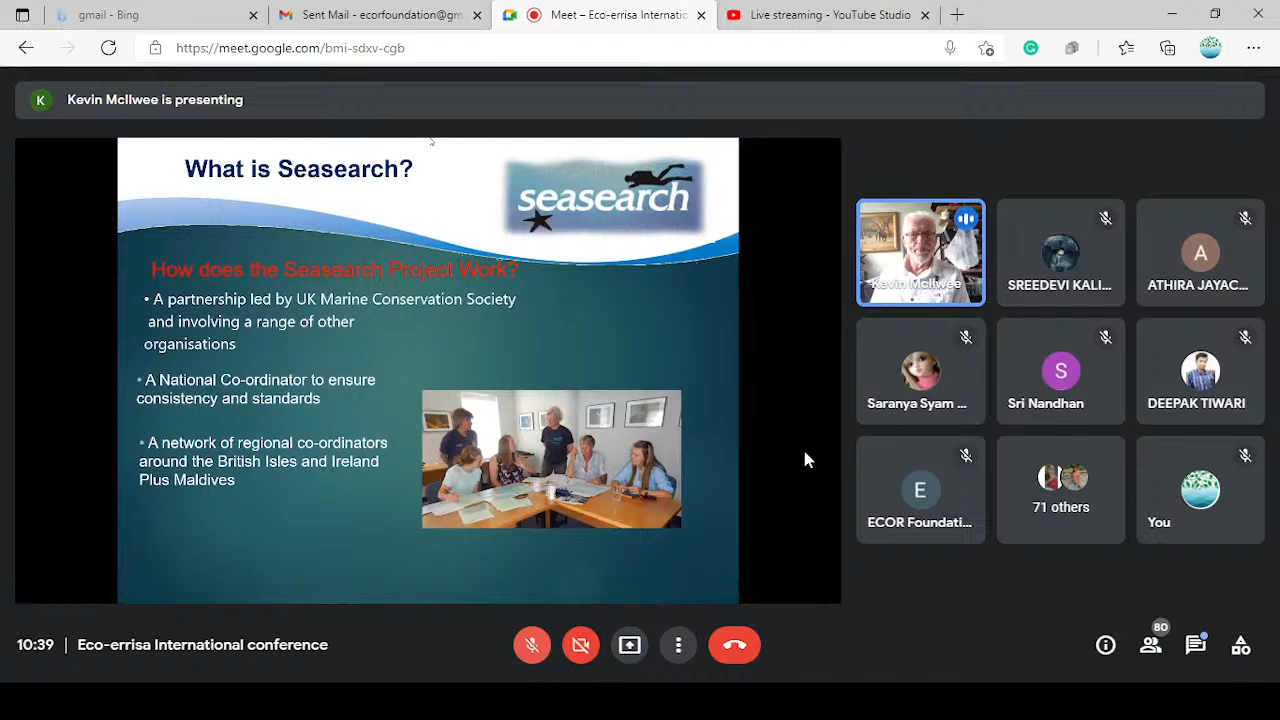 gmail - Bing
Sent Mail - ecorfoundation@gm
Meet – Eco-errisa Internatio
Live streaming - YouTube Studio
https://meet.google.com/bmi-sdxv-cgb
K
Kevin McIlwee is presenting
What is Seasearch?
seasearch
How does the Seasearch Project Work?
• A partnership led by UK Marine Conservation Society
and involving a range of other
organisations
• A National Co-ordinator to ensure
consistency and standards
• A network of regional co-ordinators
around the British Isles and Ireland
Plus Maldives
Kevin McIlwee
SREEDEVI KALI...
A
ATHIRA JAYAC...
Saranya Syam ...
S
Sri Nandhan
DEEPAK TIWARI
E
ECOR Foundati...
71 others
You
10:39 | Eco-errisa International conference
80